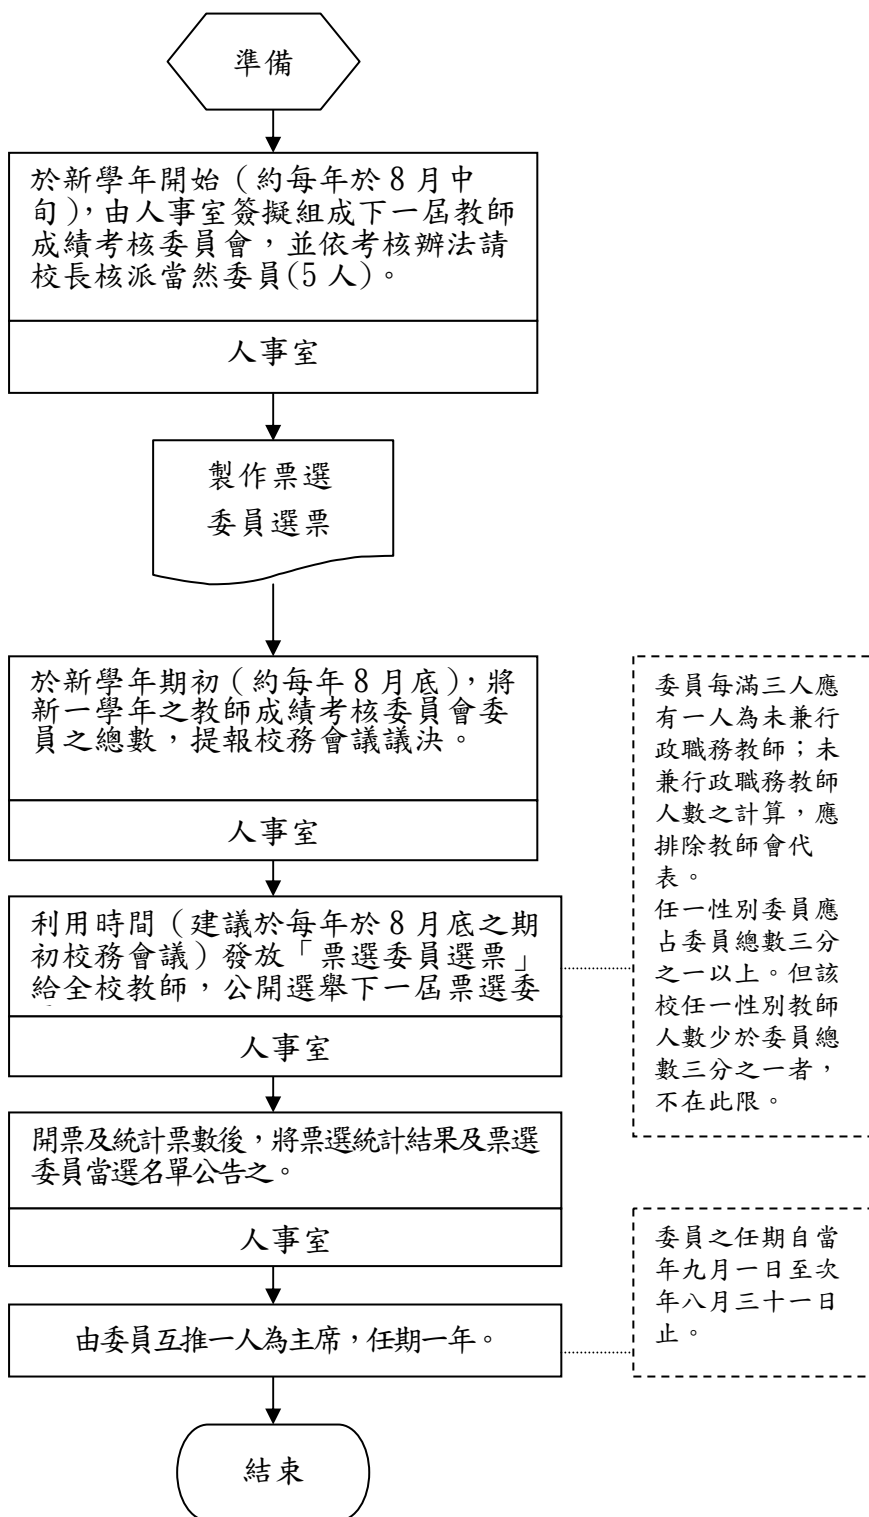 準備
於新學年開始（約每年於 8 月中
旬），由人事室簽擬組成下一屆教師
成績考核委員會，並依考核辦法請
校長核派當然委員(5 人)。
人事室
製作票選
委員選票
於新學年期初（約每年 8 月底），將
新一學年之教師成績考核委員會委
員之總數，提報校務會議議決。
人事室
利用時間（建議於每年於 8 月底之期
初校務會議）發放「票選委員選票」
給全校教師，公開選舉下一屆票選委
人事室
委員每滿三人應
有一人為未兼行
政職務教師；未
兼行政職務教師
人數之計算，應
排除教師會代
表。
任一性別委員應
占委員總數三分
之一以上。但該
校任一性別教師
人數少於委員總
數三分之一者，
不在此限。
開票及統計票數後，將票選統計結果及票選
委員當選名單公告之。
人事室
由委員互推一人為主席，任期一年。
委員之任期自當
年九月一日至次
年八月三十一日
止。
結束